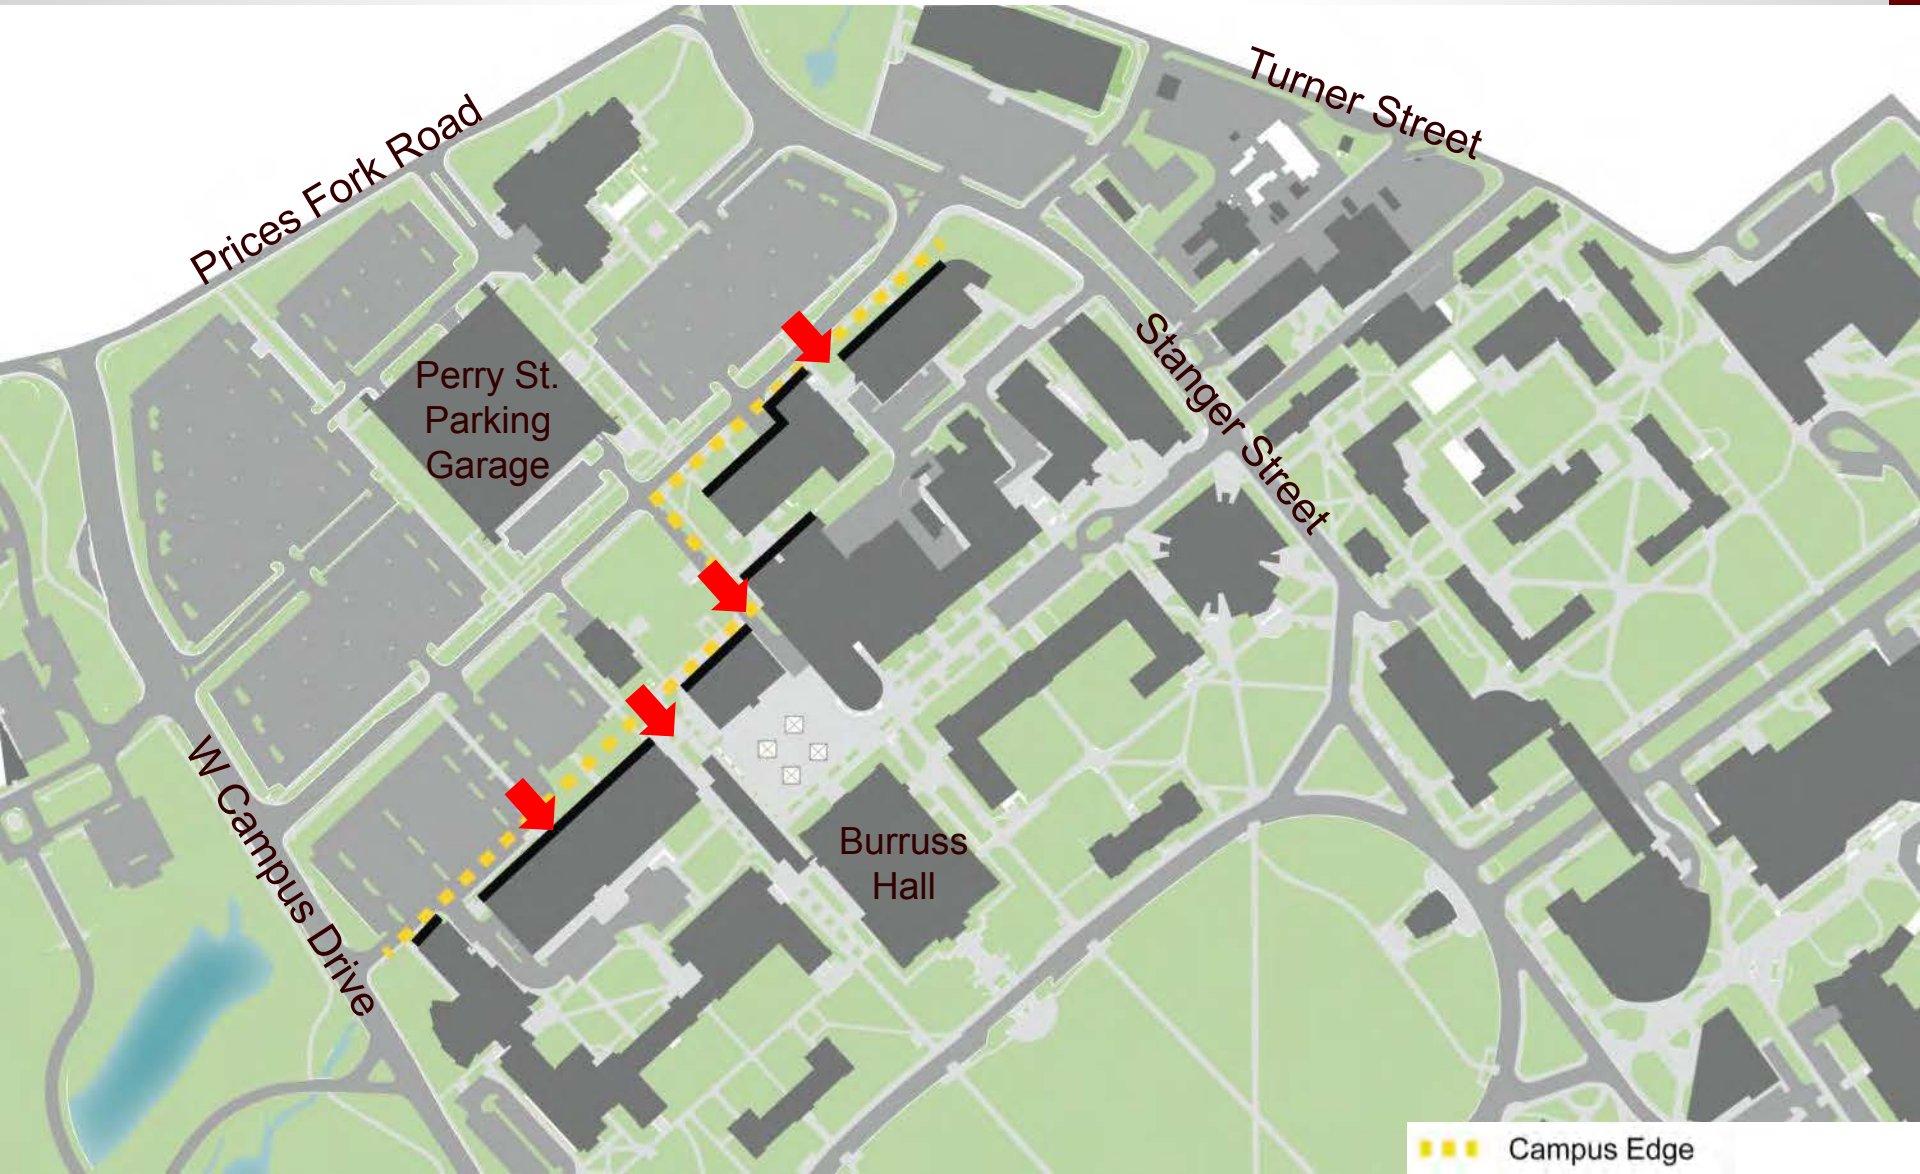 Turner Street
Prices Fork Road
Perry St.
Parking
Garage
Stanger Street
W Campus Drive
Burruss
Hall
Campus Edge